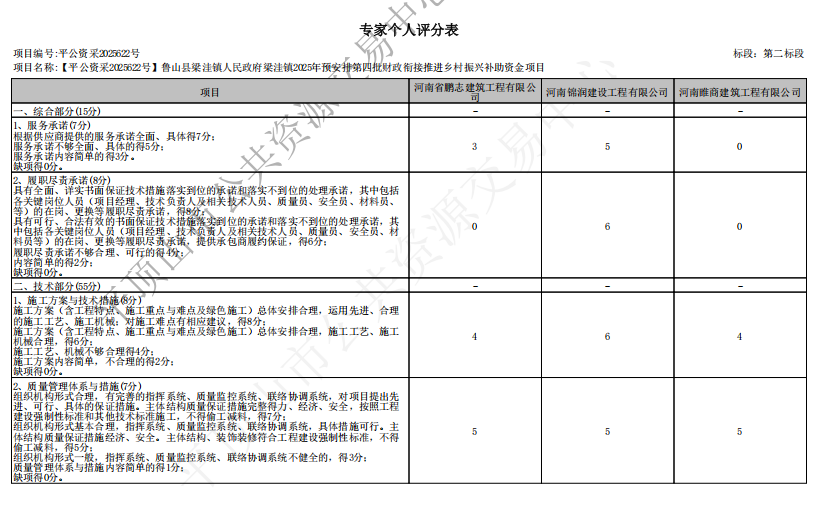 专家个人评分表
项目编号:平公资采2025622号
标段：第二标段
项目名称:【平公资采2025622号】鲁山县梁洼镇人民政府梁洼镇2025年预安排第四批财政衔接推进乡村振兴补助资金项目
项目
河南省鹏志建筑工程有限公司
河南锦润建设工程有限公司
河南睢商建筑工程有限公司
一、综合部分(15分)
-
-
-
1、服务承诺(7分)
根据供应商提供的服务承诺全面、具体得7分；
服务承诺不够全面、具体的得5分；
服务承诺内容简单的得3分。
缺项得0分。
3
5
0
2、履职尽责承诺(8分)
具有全面、详实书面保证技术措施落实到位的承诺和落实不到位的处理承诺，其中包括
各关键岗位人员（项目经理、技术负责人及相关技术人员、质量员、安全员、材料员、
等）的在岗、更换等履职尽责承诺，得8分；
具有可行、合法有效的书面保证技术措施落实到位的承诺和落实不到位的处理承诺，其
中包括各关键岗位人员（项目经理、技术负责人及相关技术人员、质量员、安全员、材
料员等）的在岗、更换等履职尽责承诺，提供承包商履约保证，得6分；
履职尽责承诺不够合理、可行的得4分；
内容简单的得2分；
缺项得0分。
0
6
0
二、技术部分(55分)
-
-
-
1、施工方案与技术措施(8分)
施工方案（含工程特点、施工重点与难点及绿色施工）总体安排合理，运用先进、合理
的施工工艺、施工机械；对施工难点有相应建议，得8分；
施工方案（含工程特点、施工重点与难点及绿色施工）总体安排合理，施工工艺、施工
机械合理，得6分；
施工工艺、机械不够合理得4分；
施工方案内容简单，不合理的得2分；
缺项得0分。
4
6
4
2、质量管理体系与措施(7分)
组织机构形式合理，有完善的指挥系统、质量监控系统、联络协调系统，对项目提出先
进、可行、具体的保证措施。主体结构质量保证措施完整得力、经济、安全，按照工程
建设强制性标准和其他技术标准施工，不得偷工减料，得7分；
组织机构形式基本合理，指挥系统、质量监控系统、联络协调系统，具体措施可行。主
体结构质量保证措施经济、安全。主体结构、装饰装修符合工程建设强制性标准，不得
偷工减料，得5分；
组织机构形式一般，指挥系统、质量监控系统、联络协调系统不健全的，得3分；
质量管理体系与措施内容简单的得1分；
缺项得0分。
5
5
5
平顶山市公共资源交易中心